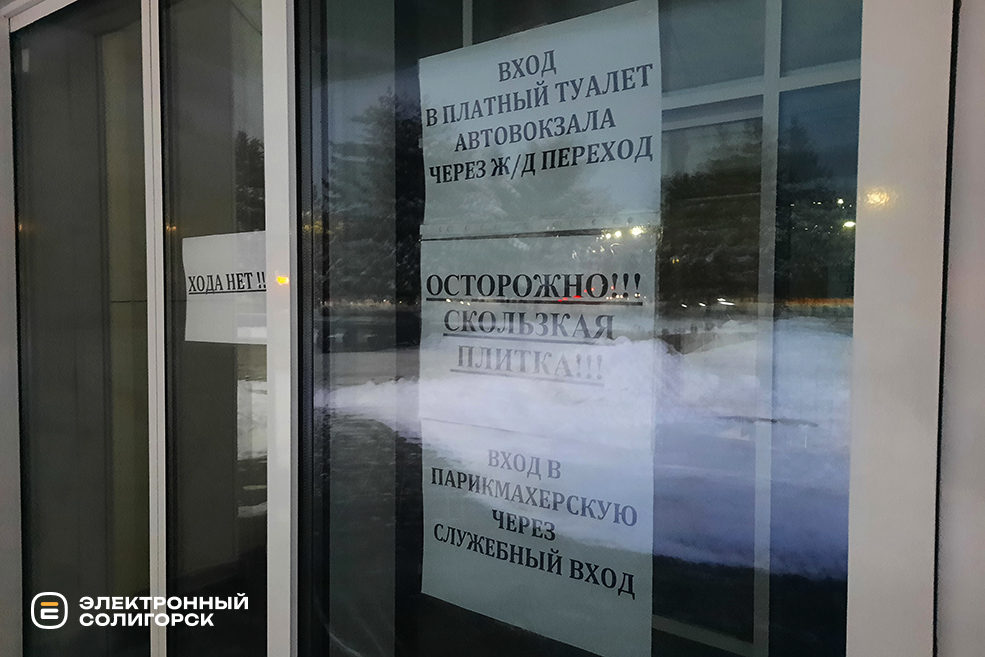 ВХОД
В ПЛАТНЫЙ ТУАЛЕТ
АВТОВОКЗАЛА
ЧЕРЕЗ Ж/Д ПЕРЕХОД
ХОДА НЕТ !!
ОСТОРОЖНО!!!
СКОЛЬЗКАЯ
ПЛИТКА!!!
ВХОД В
ПАРИКМАХЕРСКУЮ
ЧЕРЕЗ
СЛУЖЕБНЫЙ ВХОД
ЭЛЕКТРОННЫЙ
СОЛИГОРСК